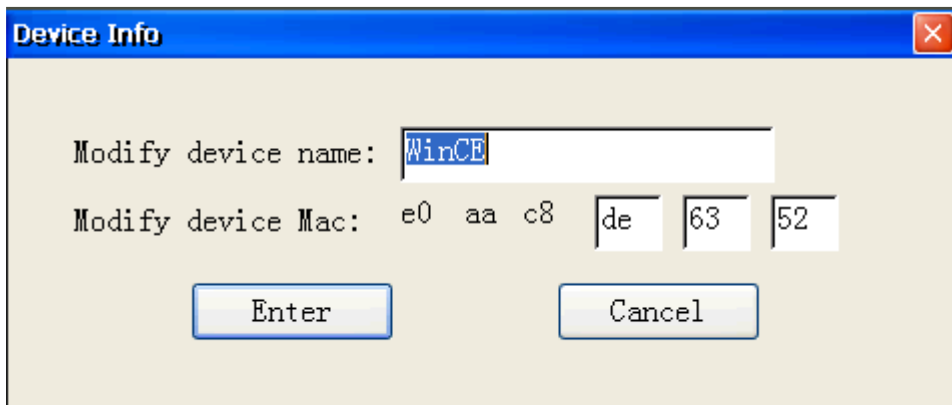 Device Info
Modify device name: WinCE
Modify device Mac: e0 aa c8 de 63 52
Enter Cancel